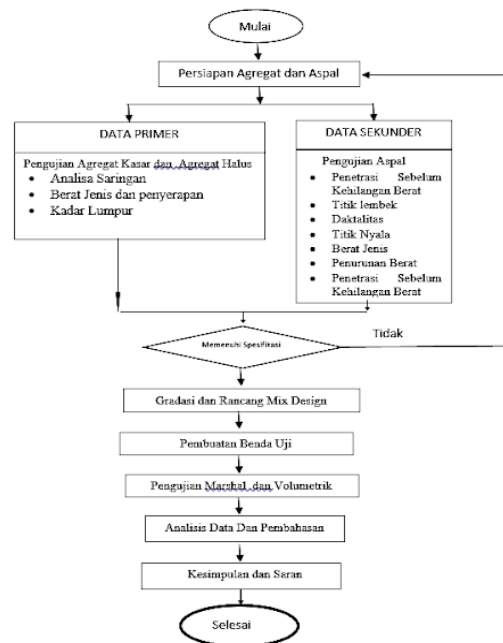 Mulai
Persiapan Agregat dan Aspal
DATA PRIMER
Pengujian Agregat Kasar dan Agregat Halus
• Analisa Saringan
• Berat Jenis dan penyerapan
• Kadar Lumpur
DATA SEKUNDER
Pengujian Aspal
• Penetrasi Sebelum
Kehilangan Berat
• Titik lembek
• Daktalitas
• Titik Nyala
• Berat Jenis
• Penurunan Berat
• Penetrasi Sebelum
Kehilangan Berat
Memenuhi Spesifikasi
Tidak
Gradasi dan Rancang Mix Design
Pembuatan Benda Uji
Pengujian Marshal dan Volumetrik
Analisis Data Dan Pembahasan
Kesimpulan dan Saran
Selesai